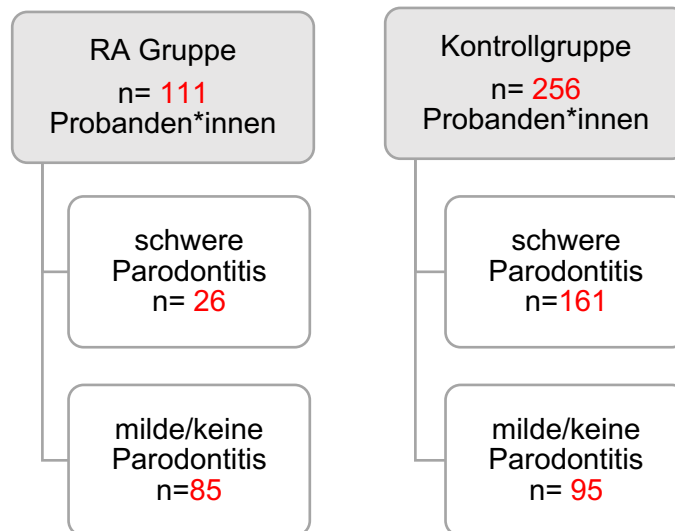 RA Gruppe
n= 111
Probanden*innen
schwere
Parodontitis
n= 26
milde/keine
Parodontitis
n=85
Kontrollgruppe
n= 256
Probanden*innen
schwere
Parodontitis
n=161
milde/keine
Parodontitis
n= 95